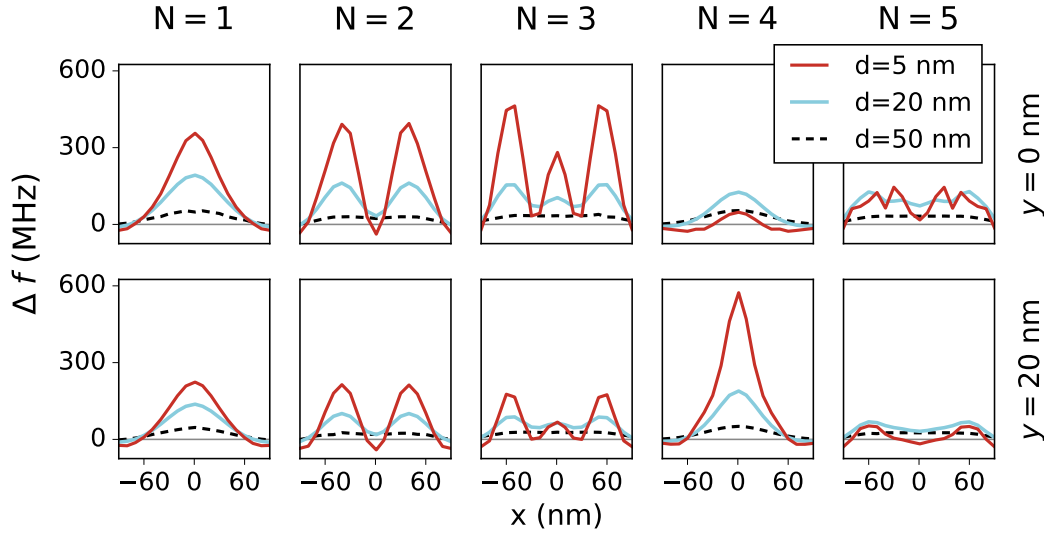 N = 1 N = 2 N = 3 N = 4 N = 5
d=5 nm
d=20 nm
d=50 nm
600
300
0
y = 0 nm
Δ f (MHz)
600
300
0
y = 20 nm
−60 0 60 −60 0 60 −60 0 60 −60 0 60 −60 0 60
x (nm)